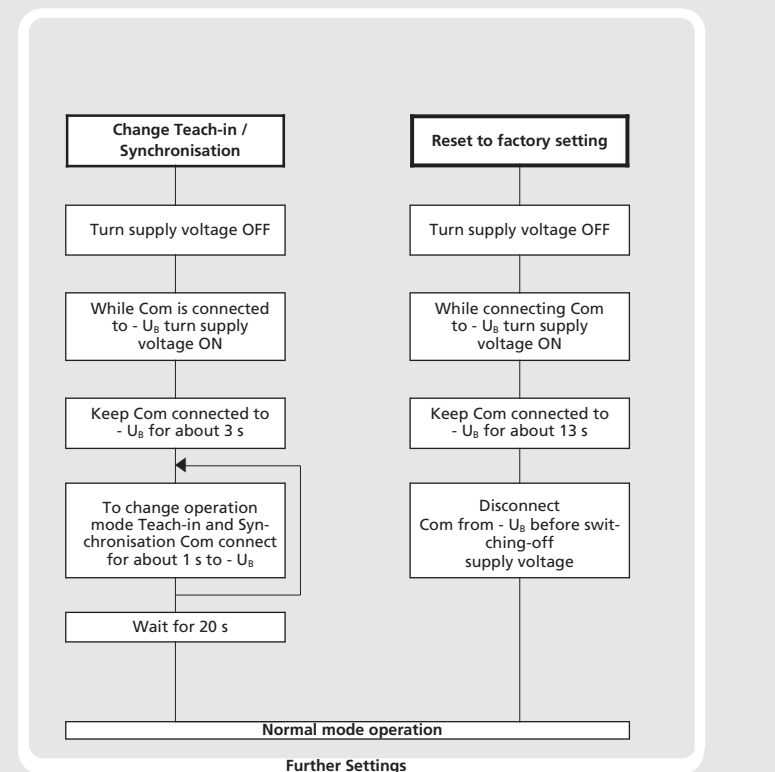 Change Teach-in /
Synchronisation
Turn supply voltage OFF
While Com is connected
to - UB turn supply
voltage ON
Keep Com connected to
- UB for about 3 s
To change operation
mode Teach-in and Syn-
chronisation Com connect
for about 1 s to - UB
Wait for 20 s
Reset to factory setting
Turn supply voltage OFF
While connecting Com
to - UB turn supply
voltage ON
Keep Com connected to
- UB for about 13 s
Disconnect
Com from - UB before swit-
ching-off
supply voltage
Normal mode operation
Further Settings